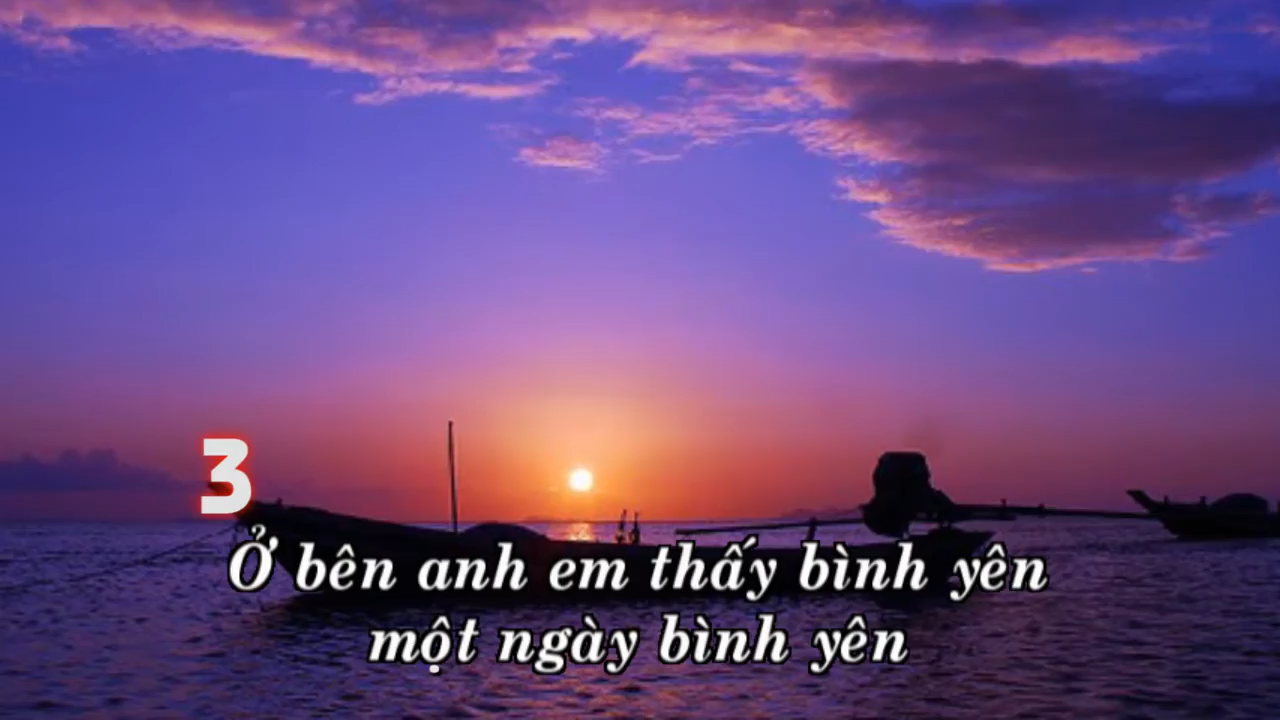 3
Ở bên anh em thấy bình yên
một ngày bình yên